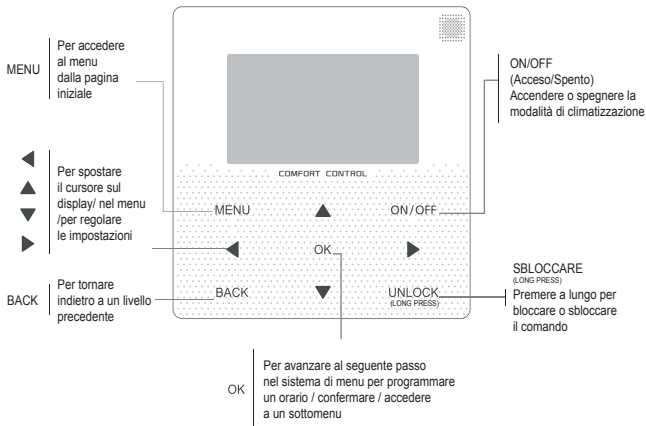 MENU
Per accedere
al menu
dalla pagina
iniziale
ON/OFF
(Acceso/Spento)
Accendere o spegnere la
modalità di climatizzazione
COMFORT CONTROL
MENU
ON/OFF
OK
BACK
UNLOCK
(LONG PRESS)
Per spostare
il cursore sul
display/ nel menu
/per regolare
le impostazioni
BACK
Per tornare
indietro a un livello
precedente
SBLOCCARE
(LONG PRESS)
Premere a lungo per
bloccare o sbloccare
il comando
OK
Per avanzare al seguente passo
nel sistema di menu per programmare
un orario / confermare / accedere
a un sottomenu